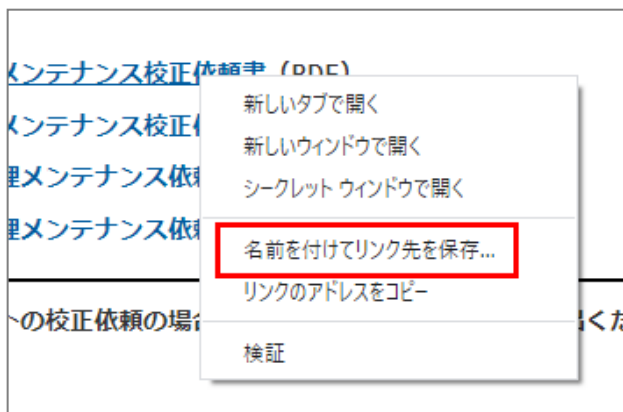 メンテナンス校正依頼書（PDF）
新しいタブで開く
メンテナンス校正
新しいウィンドウで開く
理メンテナンス依
シークレット ウィンドウで開く
理メンテナンス依
名前を付けてリンク先を保存...
リンクのアドレスをコピー
への校正依頼の場
くだ
検証